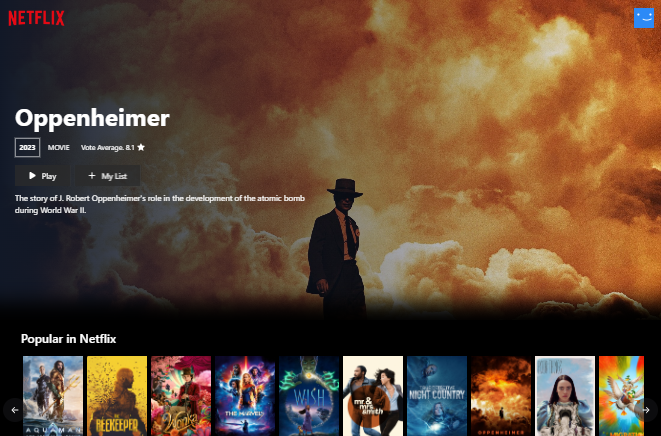 NETFLIX
Oppenheimer
2023 MOVIE Vote Average. 8.1
Play
+ My List
The story of J. Robert Oppenheimer's role in the development of the atomic bomb
during World War II.
Popular in Netflix
AQUAMAN
BEEKEEPER
Wonka
THE MARVELS
WISH
mr. &
mrs.
smith
NIGHT COUNTRY
OPPENHEIMER